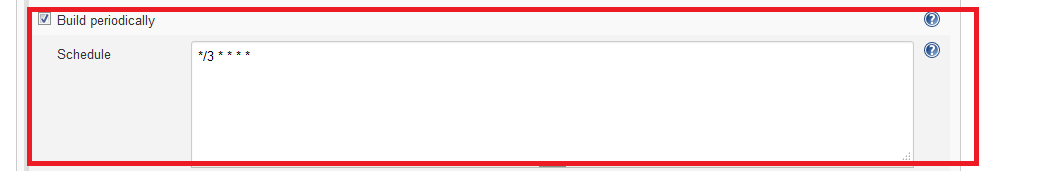 Build periodically
Schedule
*/3 * * * *